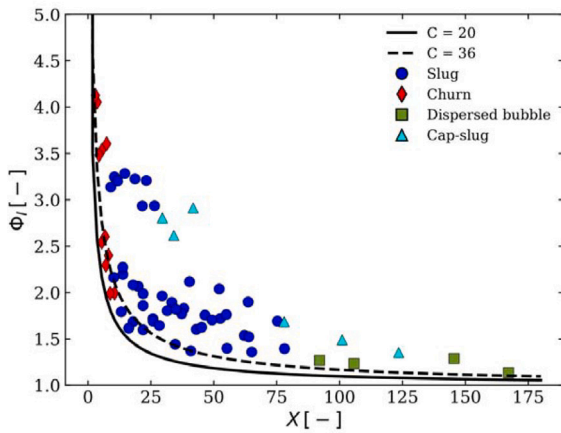 5.0
4.5
4.0
3.5
3.0
2.5
2.0
1.5
1.0
Φ_l [−]
C = 20
C = 36
Slug
Churn
Dispersed bubble
Cap-slug
0 25 50 75 100 125 150 175
X [−]